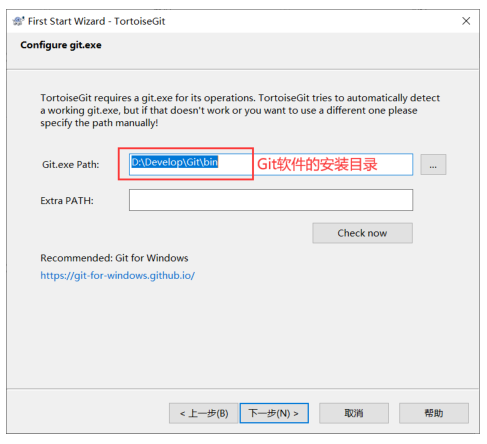 First Start Wizard - TortoiseGit
Configure git.exe
TortoiseGit requires a git.exe for its operations. TortoiseGit tries to automatically detect
a working git.exe, but if that doesn't work or you want to use a different one please
specify the path manually!
Git.exe Path: D:\Develop\Git\bin Git软件的安装目录 ...
Extra PATH:
Check now
Recommended: Git for Windows
https://git-for-windows.github.io/
< 上一步(B) 下一步(N) > 取消 帮助